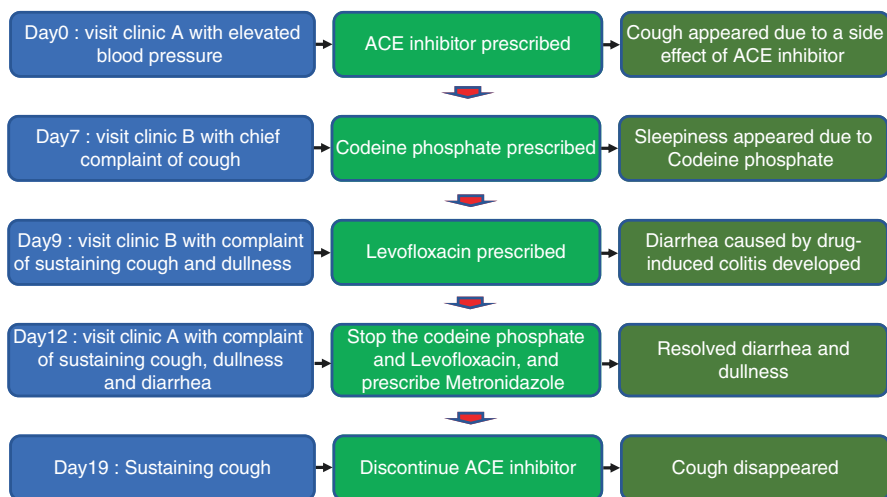 Day0 : visit clinic A with elevated
blood pressure
ACE inhibitor prescribed
Cough appeared due to a side
effect of ACE inhibitor
Day7 : visit clinic B with chief
complaint of cough
Codeine phosphate prescribed
Sleepiness appeared due to
Codeine phosphate
Day9 : visit clinic B with complaint
of sustaining cough and dullness
Levofloxacin prescribed
Diarrhea caused by drug-
induced colitis developed
Day12 : visit clinic A with complaint
of sustaining cough, dullness
and diarrhea
Stop the codeine phosphate
and Levofloxacin, and
prescribe Metronidazole
Resolved diarrhea and
dullness
Day19 : Sustaining cough
Discontinue ACE inhibitor
Cough disappeared